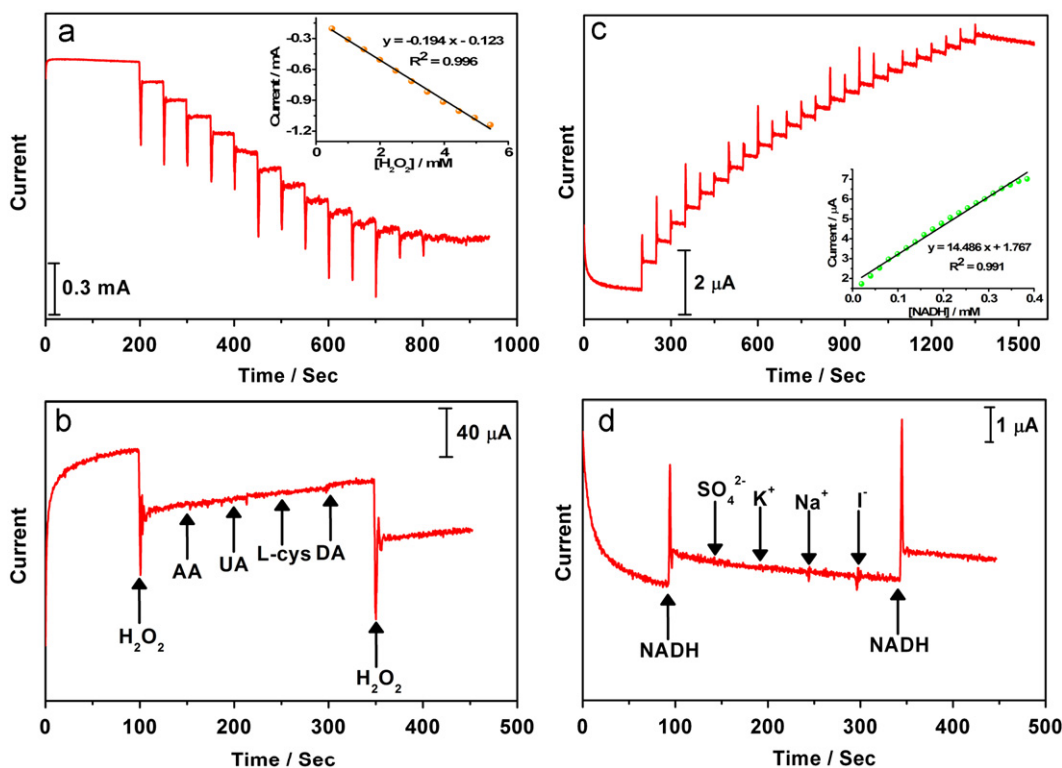 a
y = -0.194 x - 0.123
R² = 0.996
Current / mA
-0.3
-0.6
-0.9
-1.2
0 2 4 6
[H₂O₂] / mM
Current
0.3 mA
0 200 400 600 800 1000
Time / Sec
c
7
6
5
4
3
2
Current / μA
y = 14.486 x + 1.767
R² = 0.991
0.0 0.1 0.2 0.3 0.4
[NADH] / mM
Current
2 μA
0 300 600 900 1200 1500
Time / Sec
b
40 μA
Current
AA
UA
L-cys
DA
H₂O₂
H₂O₂
0 100 200 300 400 500
Time / Sec
d
1 μA
Current
SO₄²⁻
K⁺
Na⁺
I⁻
NADH
NADH
0 100 200 300 400 500
Time / Sec